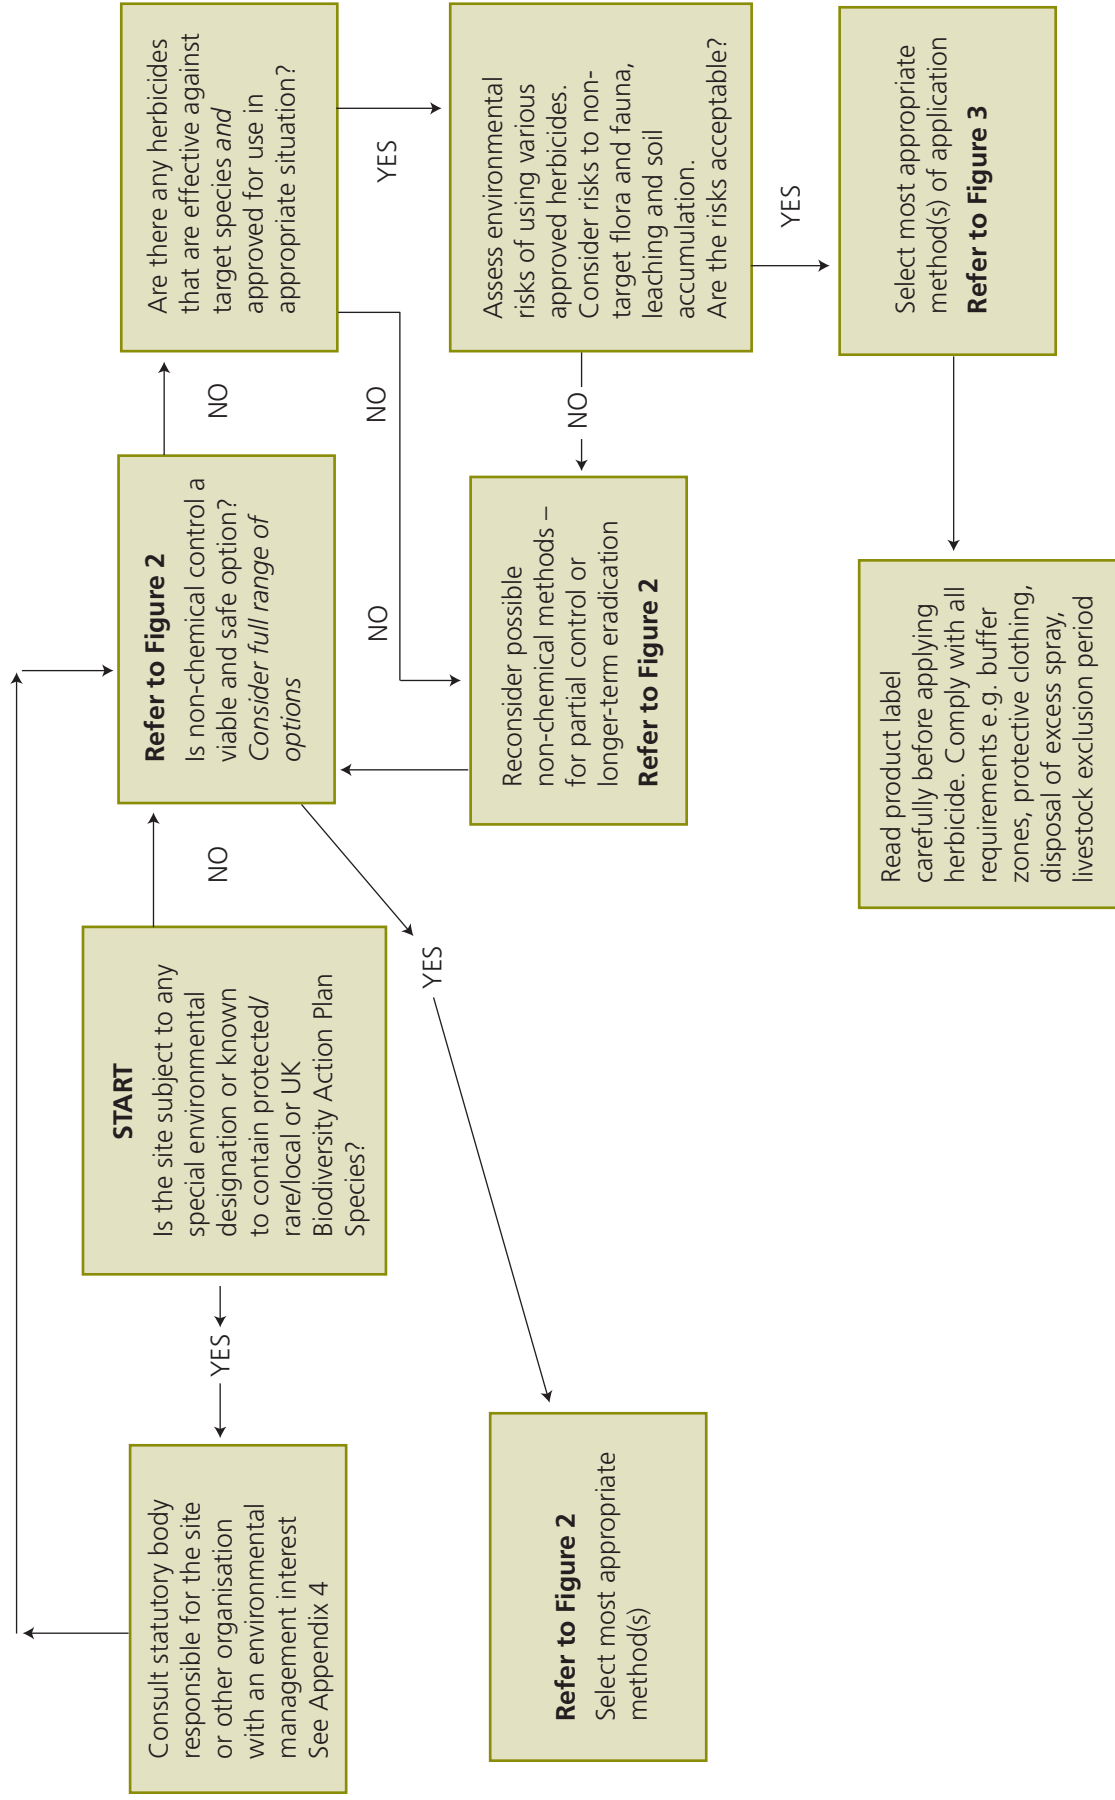 Consult statutory body
responsible for the site
or other organisation
with an environmental
management interest
See Appendix 4
YES
START
Is the site subject to any
special environmental
designation or known
to contain protected/
rare/local or UK
Biodiversity Action Plan
Species?
NO
Refer to Figure 2
Is non-chemical control a
viable and safe option?
Consider full range of
options
NO
Are there any herbicides
that are effective against
target species and
approved for use in
appropriate situation?
YES
NO
NO
YES
Refer to Figure 2
Select most appropriate
method(s)
Reconsider possible
non-chemical methods –
for partial control or
longer-term eradication
Refer to Figure 2
NO
Assess environmental
risks of using various
approved herbicides.
Consider risks to non-
target flora and fauna,
leaching and soil
accumulation.
Are the risks acceptable?
YES
Read product label
carefully before applying
herbicide. Comply with all
requirements e.g. buffer
zones, protective clothing,
disposal of excess spray,
livestock exclusion period
Select most appropriate
method(s) of application
Refer to Figure 3